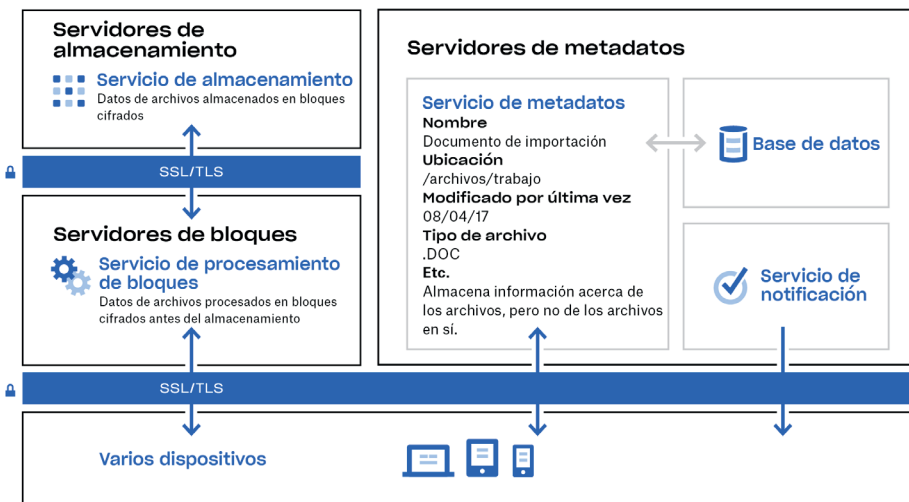 Servidores de
almacenamiento
Servicio de almacenamiento
Datos de archivos almacenados en bloques
cifrados
SSL/TLS
Servidores de bloques
Servicio de procesamiento
de bloques
Datos de archivos procesados en bloques
cifrados antes del almacenamiento
Servidores de metadatos
Servicio de metadatos
Nombre
Documento de importación
Ubicación
/archivos/trabajo
Modificado por última vez
08/04/17
Tipo de archivo
.DOC
Etc.
Almacena información acerca de
los archivos, pero no de los archivos
en sí.
Base de datos
Servicio de
notificación
SSL/TLS
Varios dispositivos